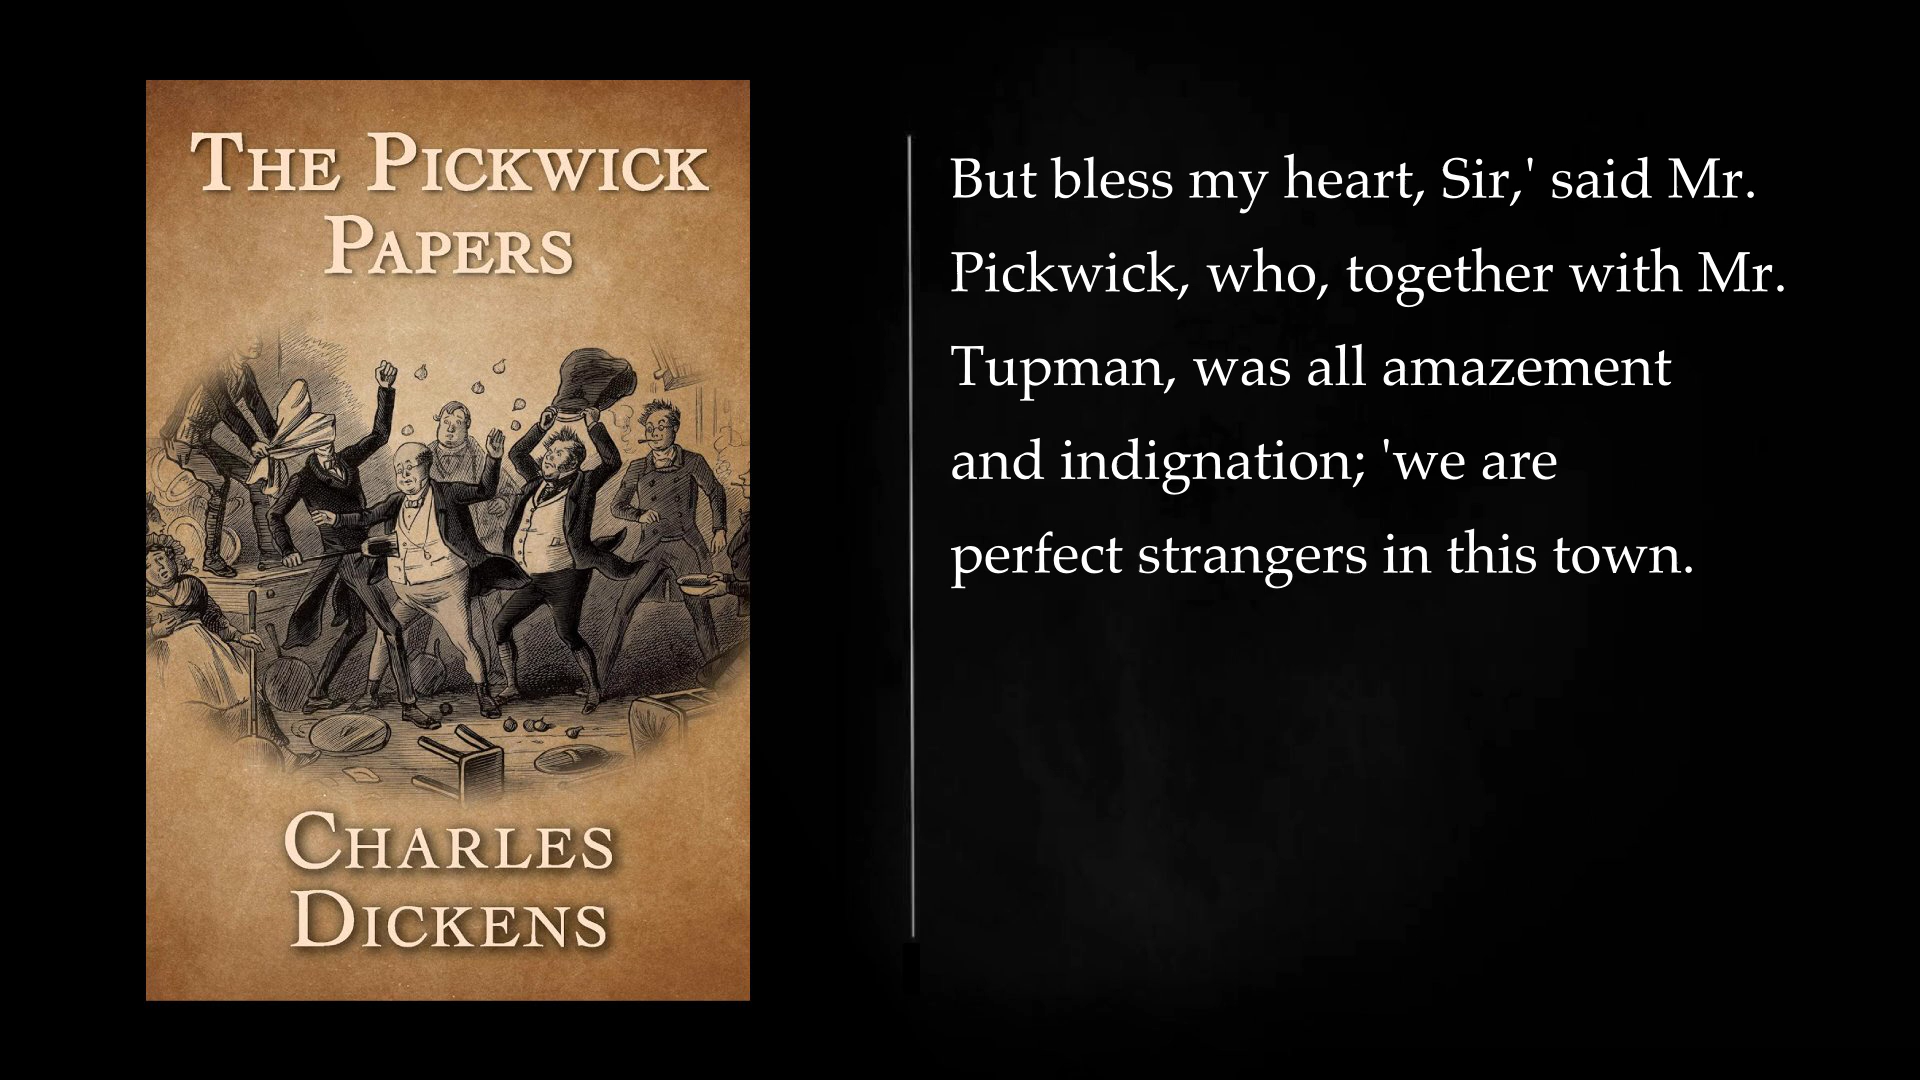 THE PICKWICK
PAPERS
CHARLES
DICKENS
But bless my heart, Sir,' said Mr.
Pickwick, who, together with Mr.
Tupman, was all amazement
and indignation; 'we are
perfect strangers in this town.